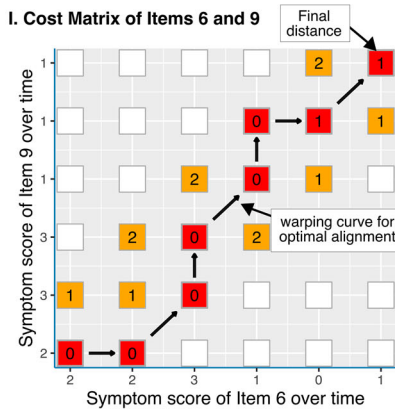 I. Cost Matrix of Items 6 and 9
Final
distance
1 2 1
1 0 1 1
1 2 0 1
3 2 0 2
warping curve for
optimal alignment
3 1 1 0
2 0 0
2 2 3 1 0 1
Symptom score of Item 6 over time
Symptom score of Item 9 over time